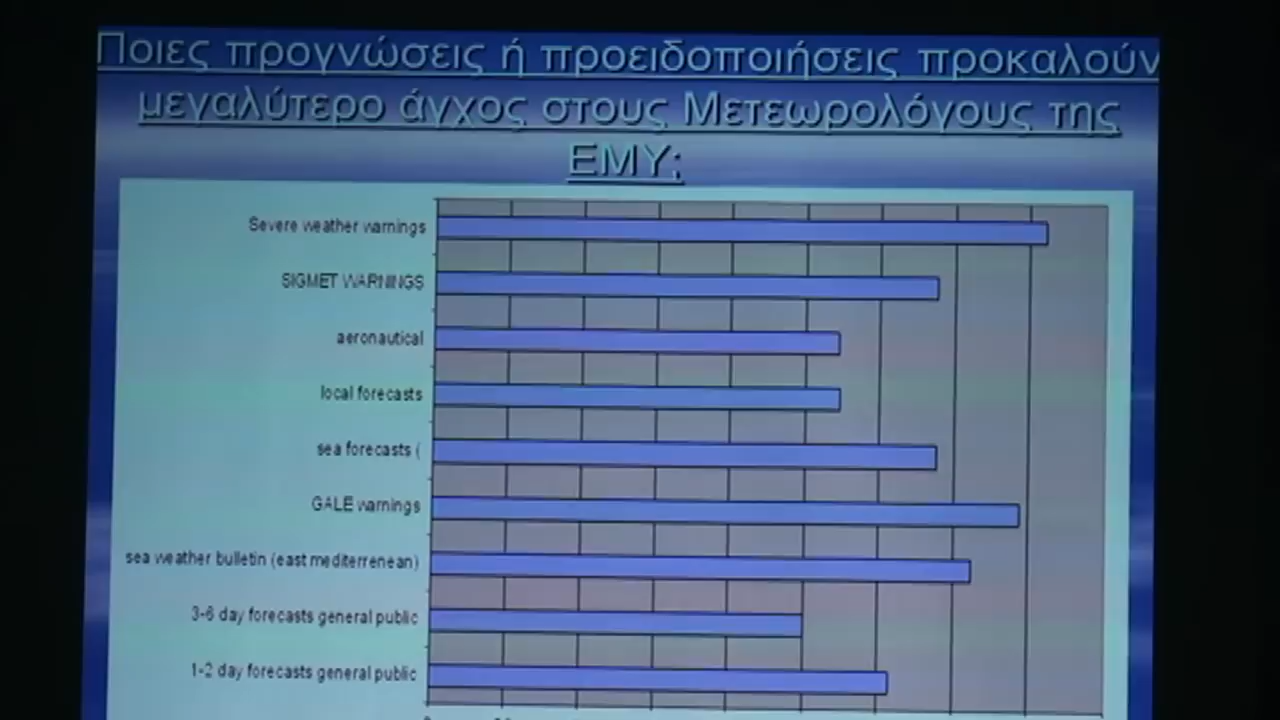 Ποιες προγνώσεις ή προειδοποιήσεις προκαλούν
μεγαλύτερο άγχος στους Μετεωρολόγους της
ΕΜΥ;
Severe weather warnings
SIGMET WARNINGS
aeronautical
local forecasts
sea forecasts (
GALE warnings
sea weather bulletin (east mediterrenean)
3-6 day forecasts general public
1-2 day forecasts general public